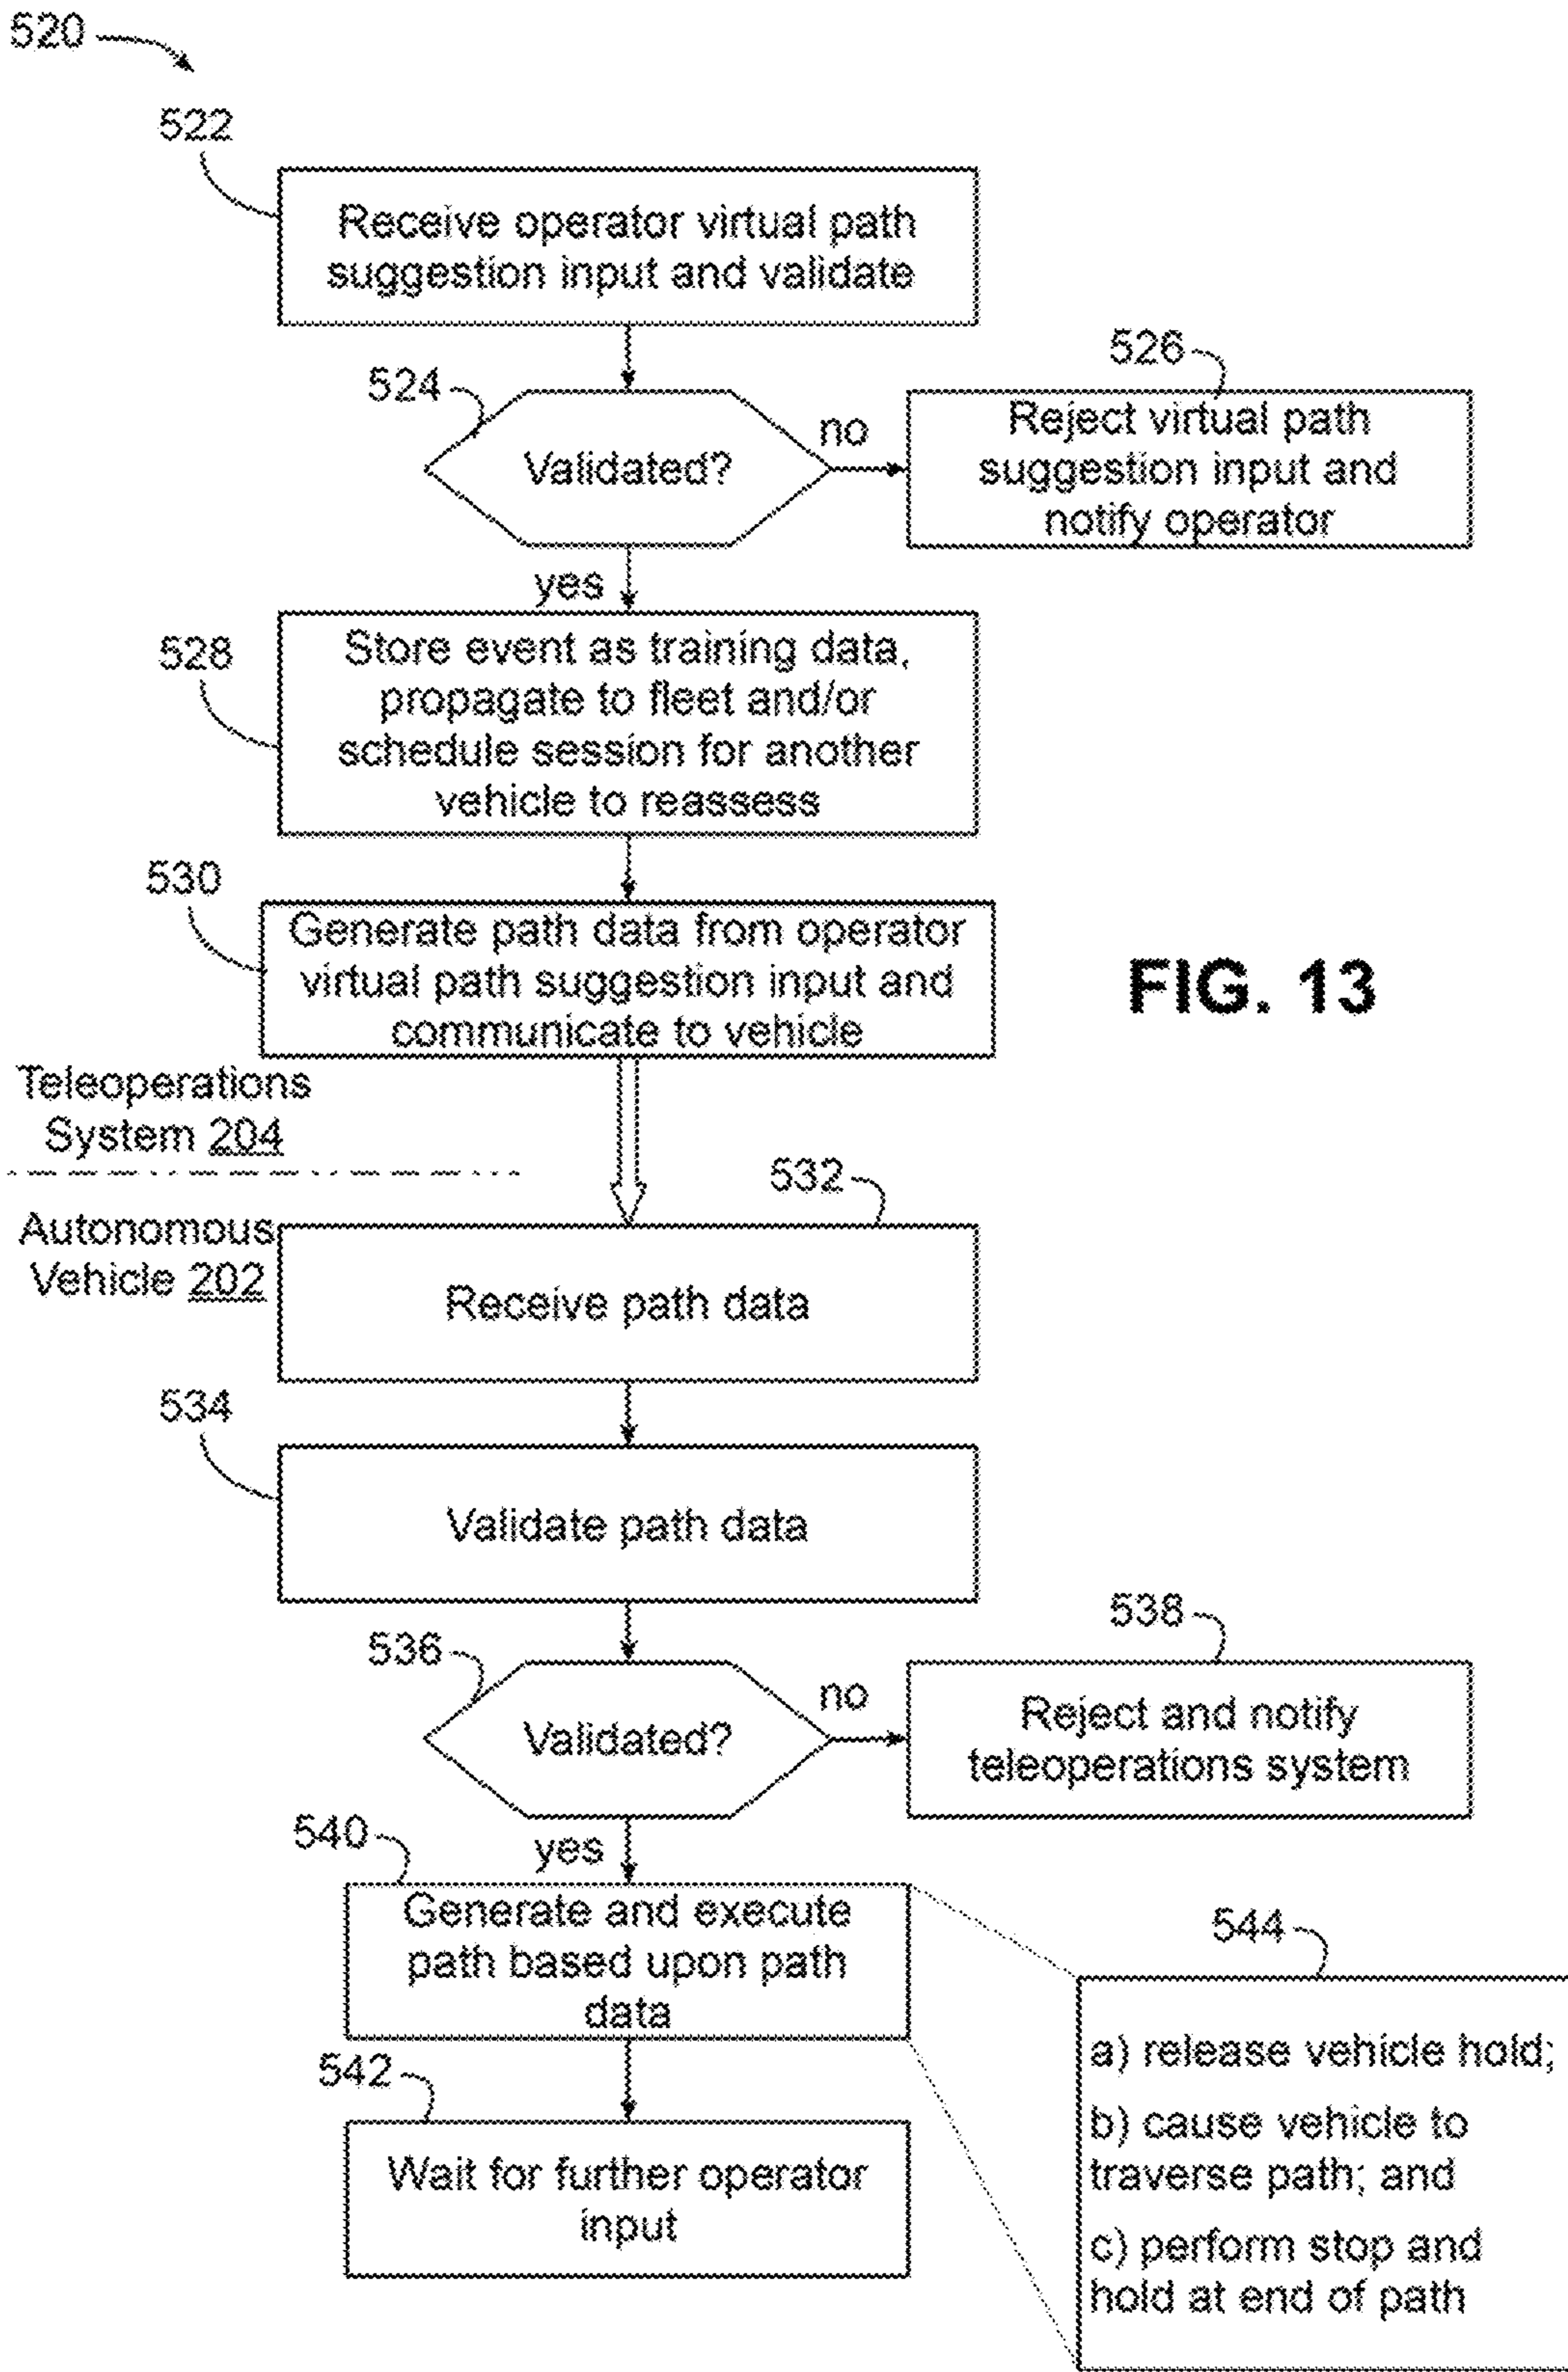 520
522
Receive operator virtual path
suggestion input and validate
524
Validated?
no
526
Reject virtual path
suggestion input and
notify operator
yes
528
Store event as training data,
propagate to fleet and/or
schedule session for another
vehicle to reassess
530
Generate path data from operator
virtual path suggestion input and
communicate to vehicle
FIG. 13
Teleoperations
System 204
Autonomous
Vehicle 202
532
Receive path data
534
Validate path data
536
Validated?
no
538
Reject and notify
teleoperations system
yes
540
Generate and execute
path based upon path
data
542
Wait for further operator
input
544
a) release vehicle hold;
b) cause vehicle to
traverse path; and
c) perform stop and
hold at end of path